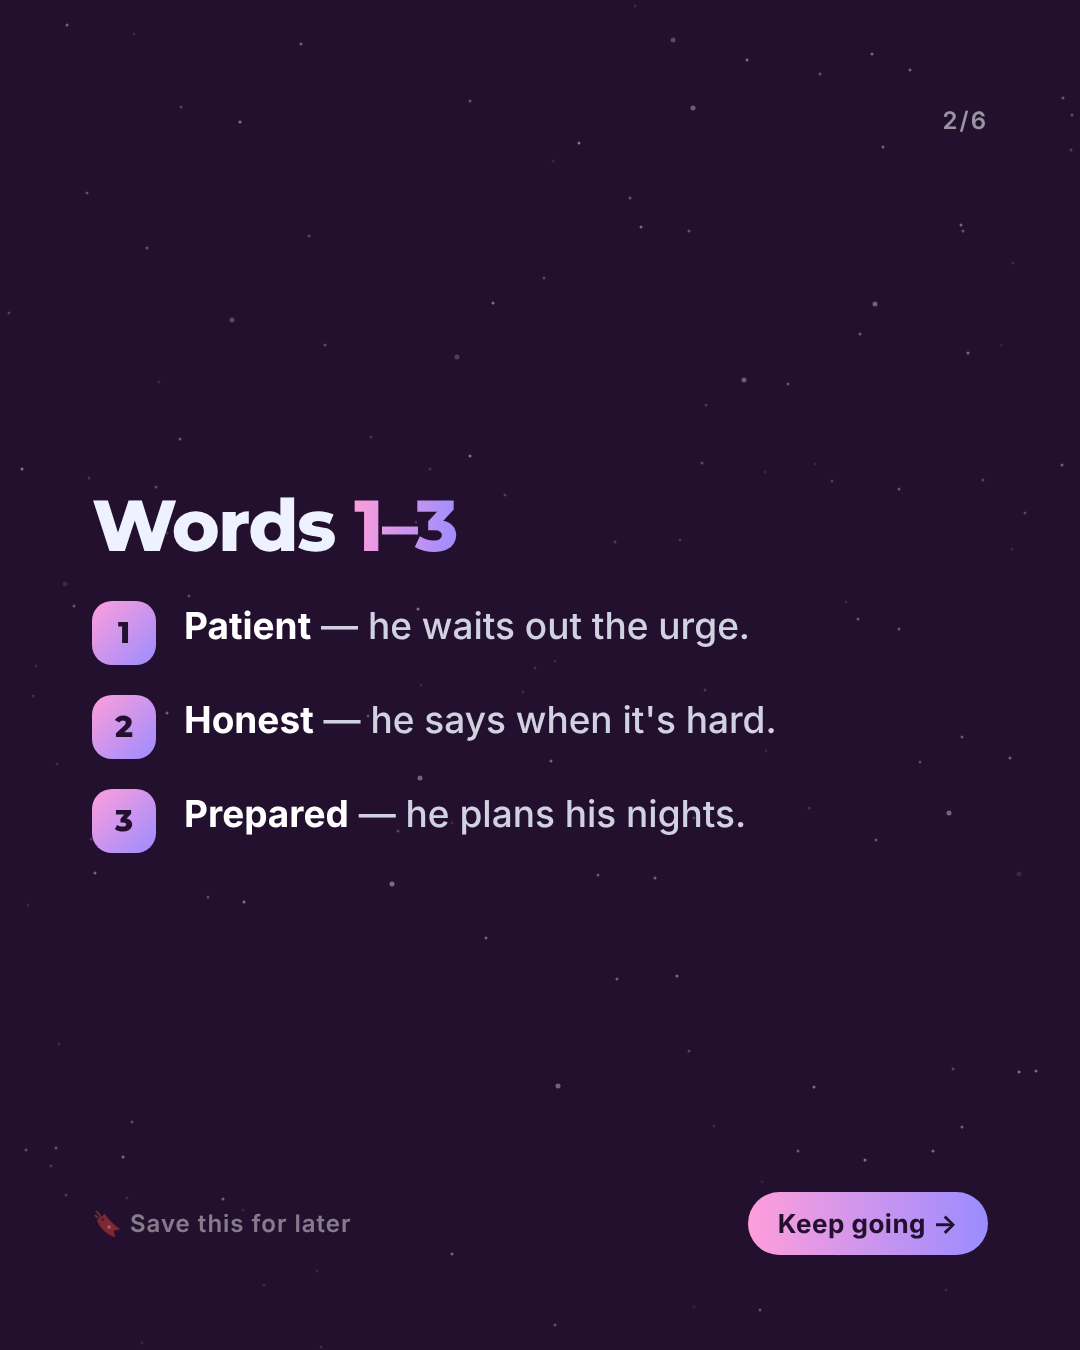 2/6
Words 1–3
1 Patient — he waits out the urge.
2 Honest — he says when it's hard.
3 Prepared — he plans his nights.
🔖 Save this for later
Keep going →